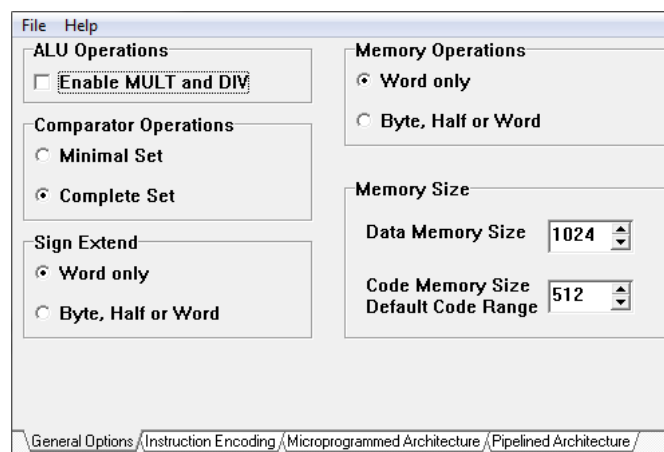 File Help
ALU Operations
Enable MULT and DIV
Comparator Operations
Minimal Set
Complete Set
Sign Extend
Word only
Byte, Half or Word
Memory Operations
Word only
Byte, Half or Word
Memory Size
Data Memory Size 1024
Code Memory Size
Default Code Range 512
General Options Instruction Encoding Microprogrammed Architecture Pipelined Architecture